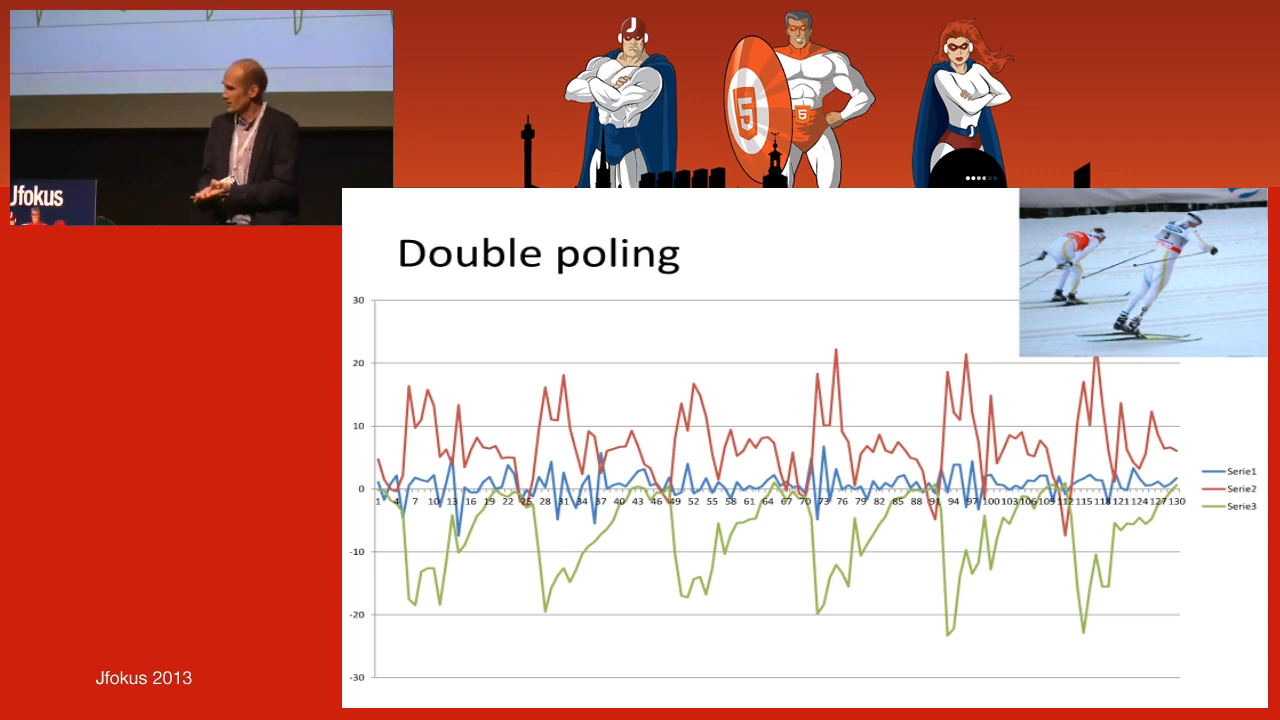 J
5
5
Jfokus
Double poling
3
30
20
10
0
-10
-20
-30
1 4 7 10 13 16 19 22 25 28 31 34 37 40 43 46 49 52 55 58 61 64 67 70 73 76 79 82 85 88 91 94 97 100 103 106 109 112 115 118 121 124 127 130
Serie1
Serie2
Serie3
Jfokus 2013